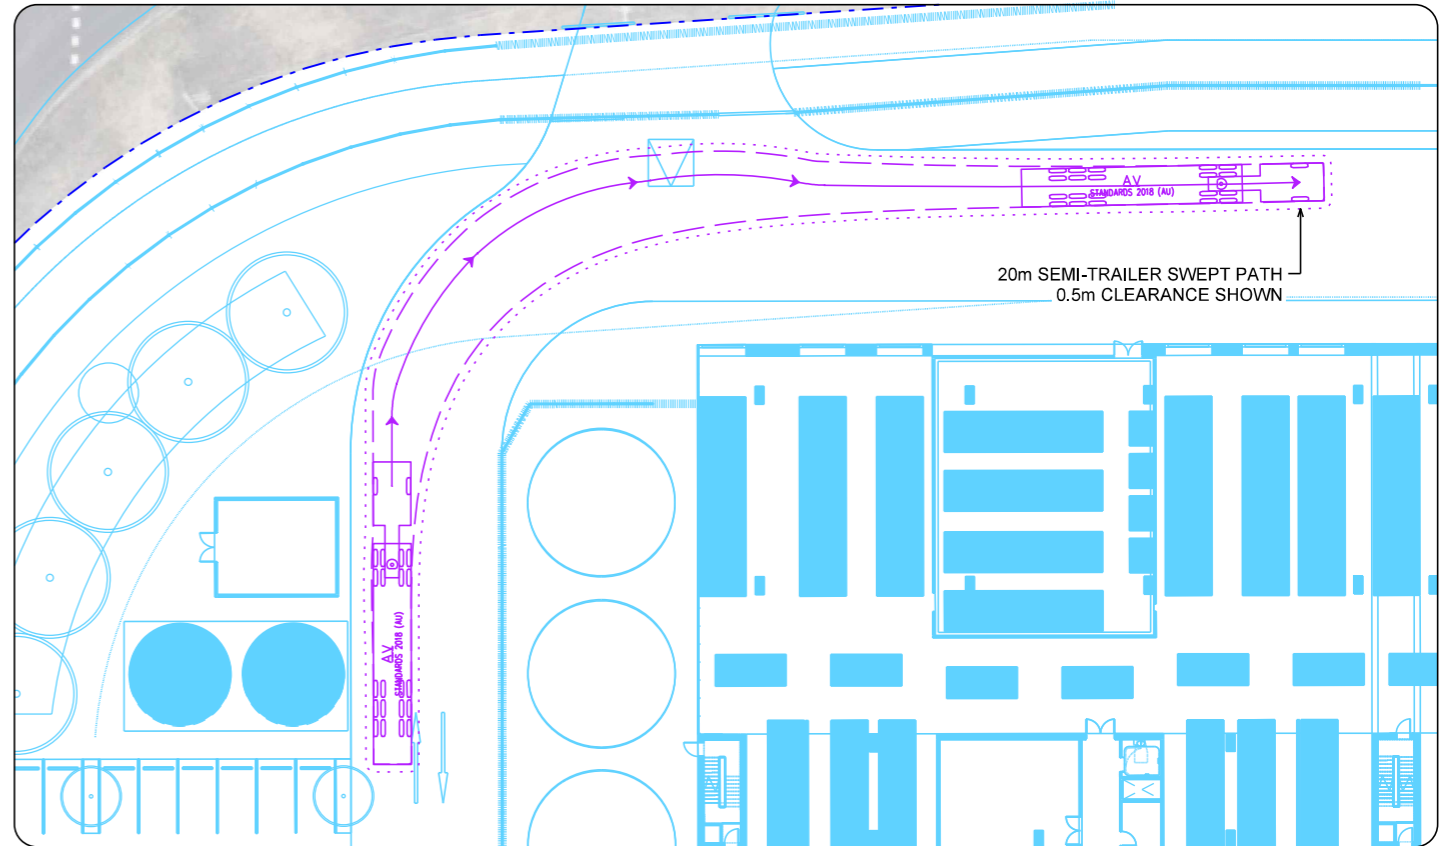 AV
STANDARDS 2018 (AU)
20m SEMI-TRAILER SWEPT PATH
0.5m CLEARANCE SHOWN
AV
STANDARDS 2018 (AU)